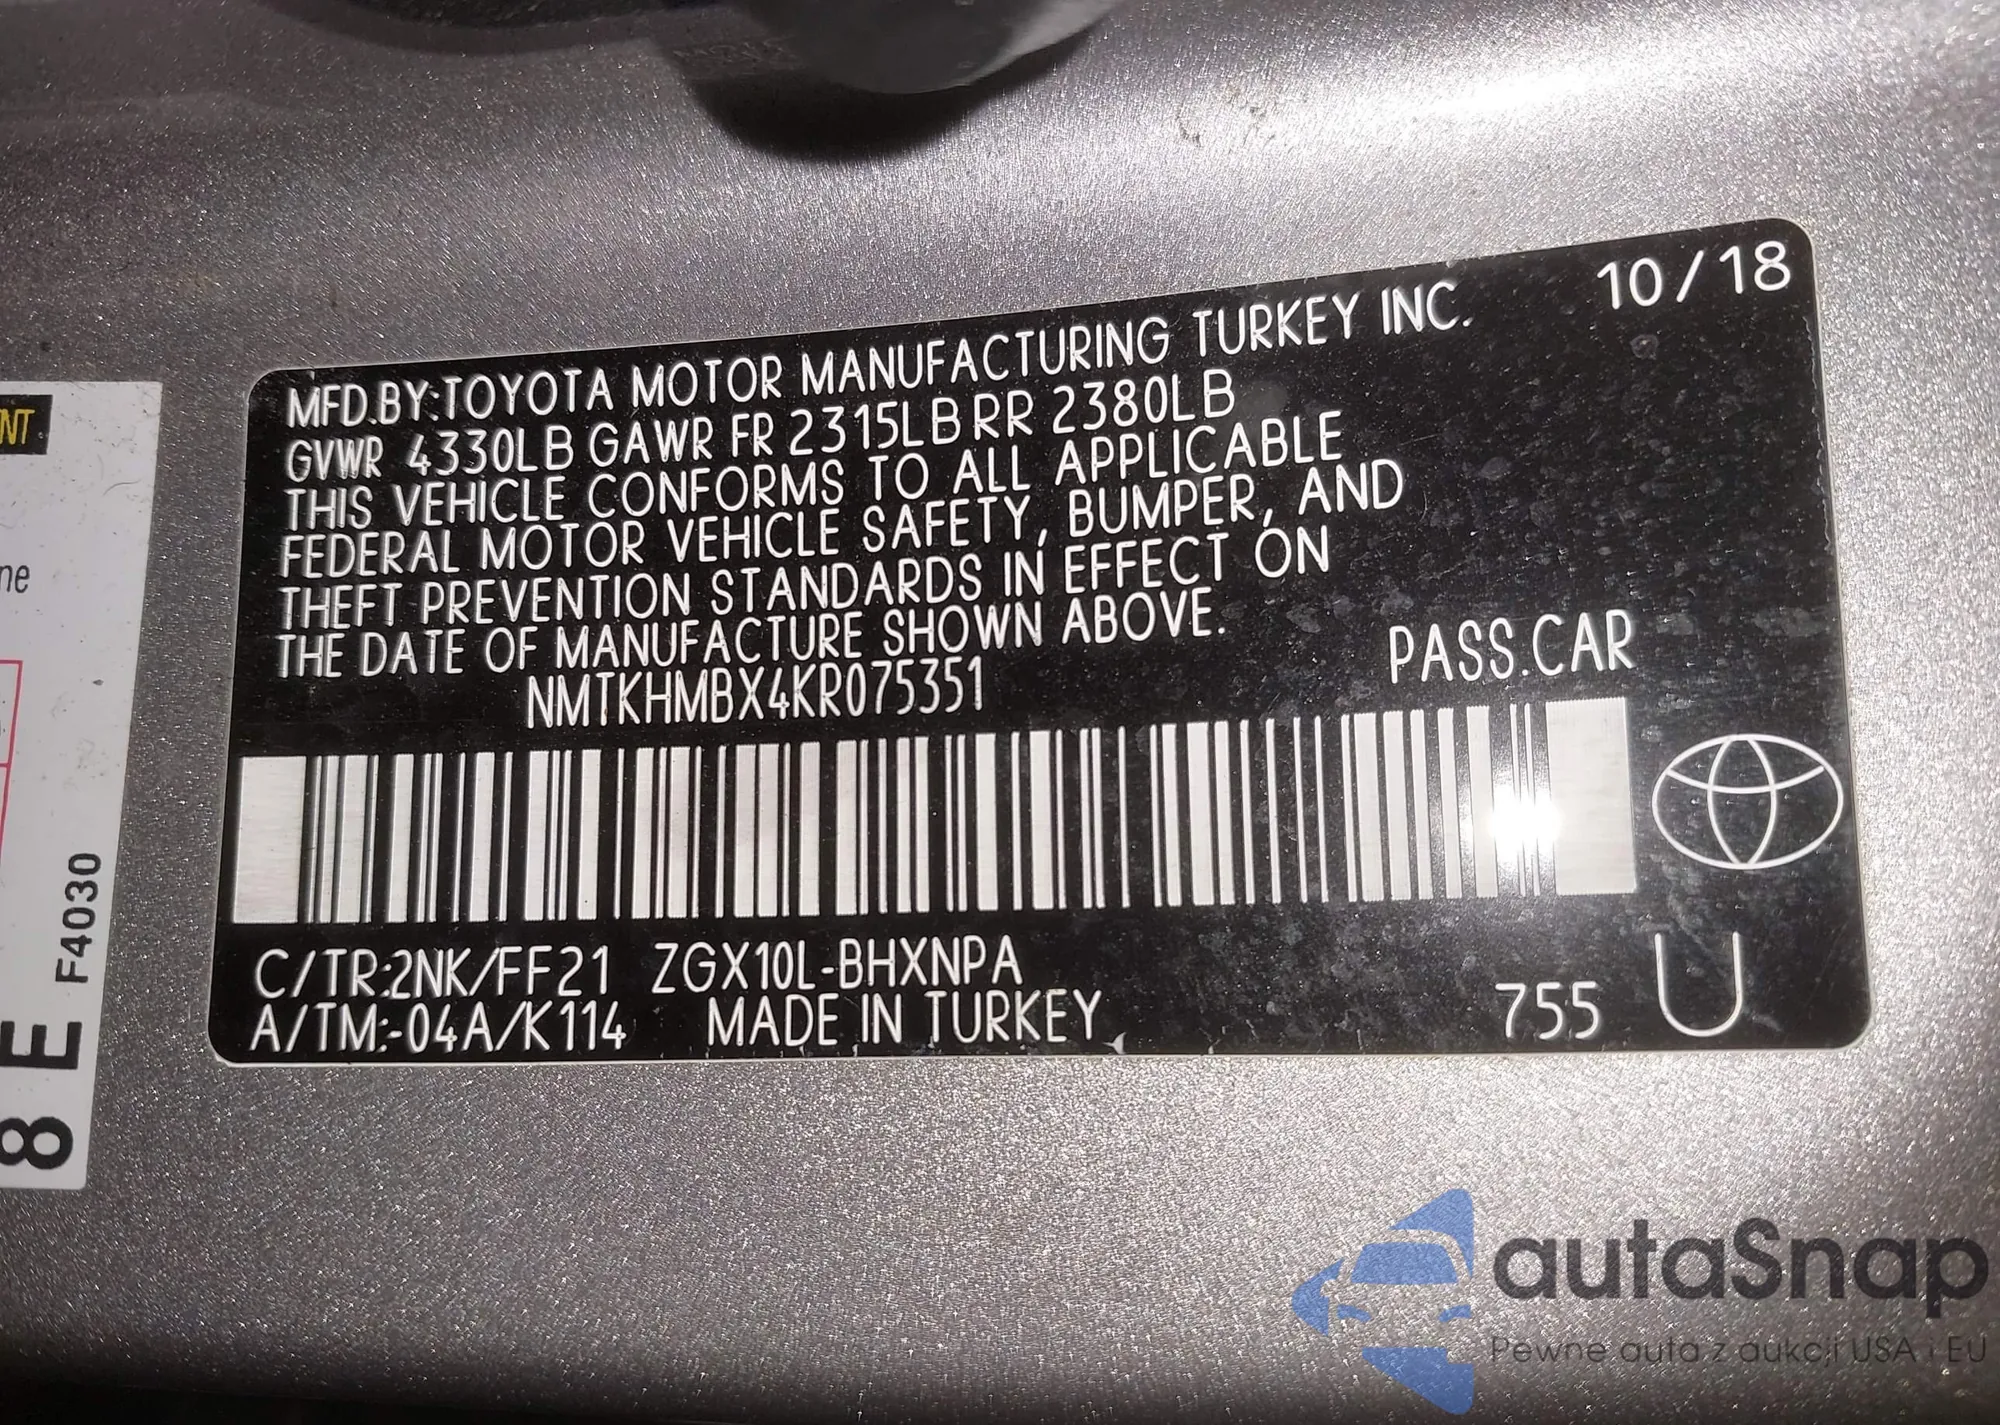 10/18
MFD.BY:TOYOTA MOTOR MANUFACTURING TURKEY INC.
GVWR 4330LB GAWR FR 2315LB RR 2380LB
THIS VEHICLE CONFORMS TO ALL APPLICABLE
FEDERAL MOTOR VEHICLE SAFETY, BUMPER, AND
THEFT PREVENTION STANDARDS IN EFFECT ON
THE DATE OF MANUFACTURE SHOWN ABOVE.
NMTKHMBX4KR075351
PASS.CAR
C/TR:2NK/FF21 ZGX10L-BHXNPA
A/TM:-04A/K114 MADE IN TURKEY
755 U
NT
ne
F4030
8 E
autaSnap
Pewne auta z aukcji USA i EU